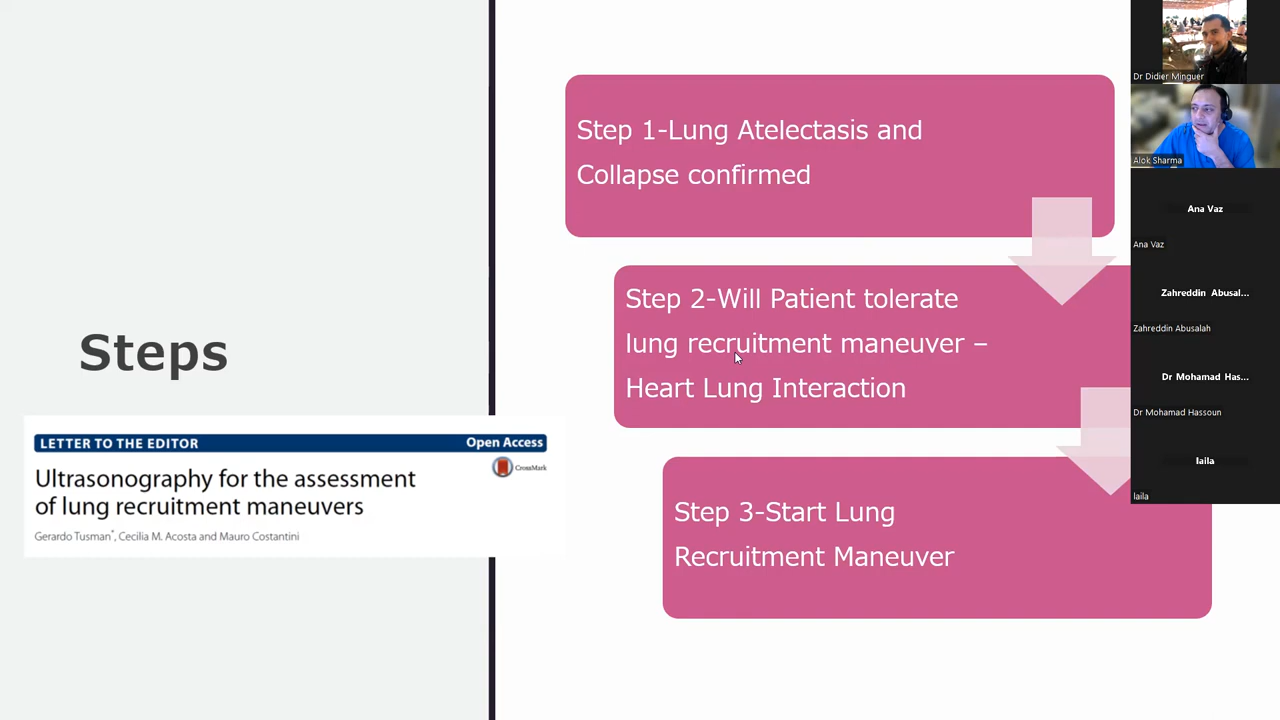 Steps
LETTER TO THE EDITOR
Open Access
CrossMark
Ultrasonography for the assessment
of lung recruitment maneuvers
Gerardo Tusman*, Cecilia M. Acosta and Mauro Costantini
Step 1-Lung Atelectasis and
Collapse confirmed
Step 2-Will Patient tolerate
lung recruitment maneuver –
Heart Lung Interaction
Step 3-Start Lung
Recruitment Maneuver
Dr Didier Minguer
Alok Sharma
Ana Vaz
Ana Vaz
Zahreddin Abusal...
Zahreddin Abusalah
Dr Mohamad Has...
Dr Mohamad Hassoun
laila
laila